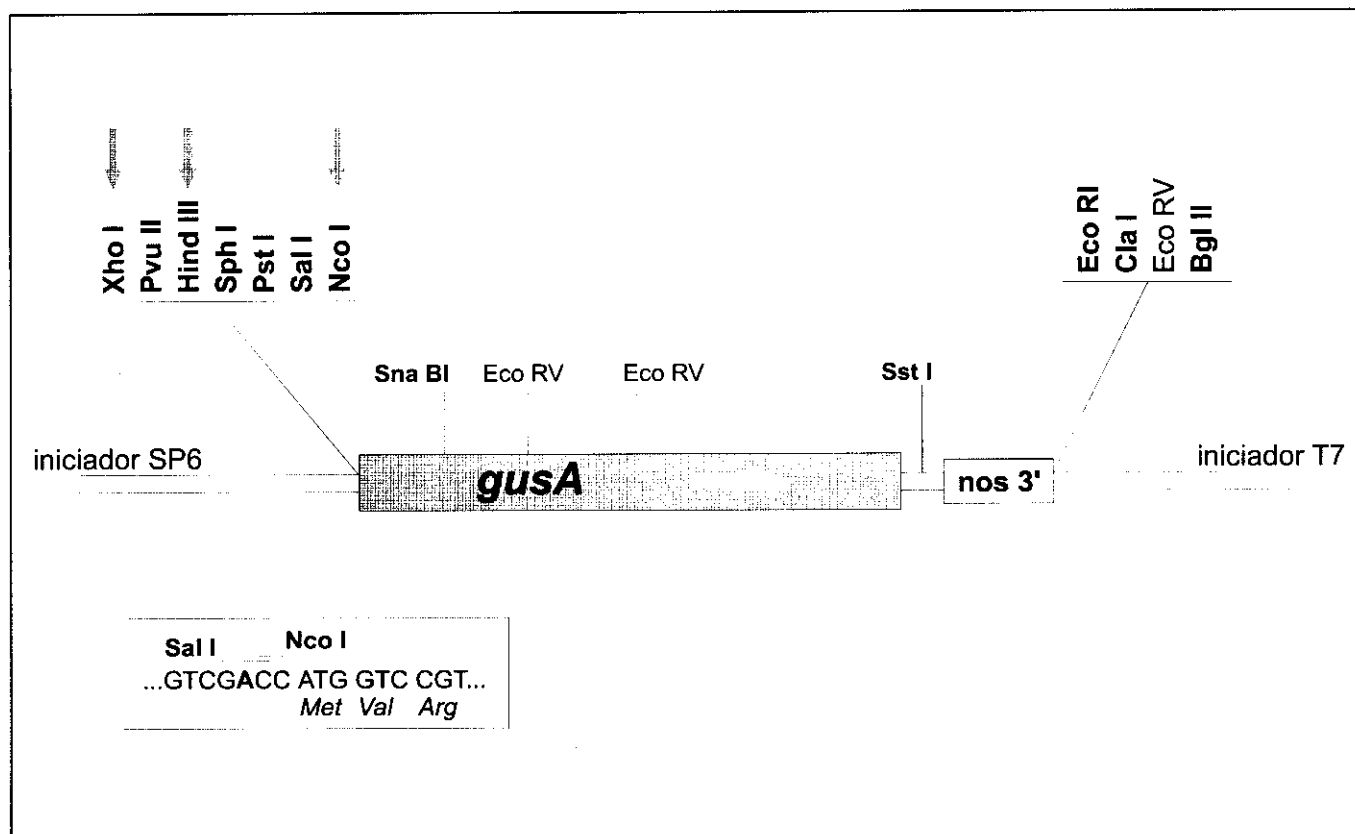 Xho I
Pvu II
Hind III
Sph I
Pst I
Sal I
Nco I
Eco RI
Cla I
Eco RV
Bgl II
Sna BI
Eco RV
Eco RV
Sst I
iniciador SP6
gusA
nos 3'
iniciador T7
Sal I
Nco I
...GTCGACC ATG GTC CGT...
Met Val Arg